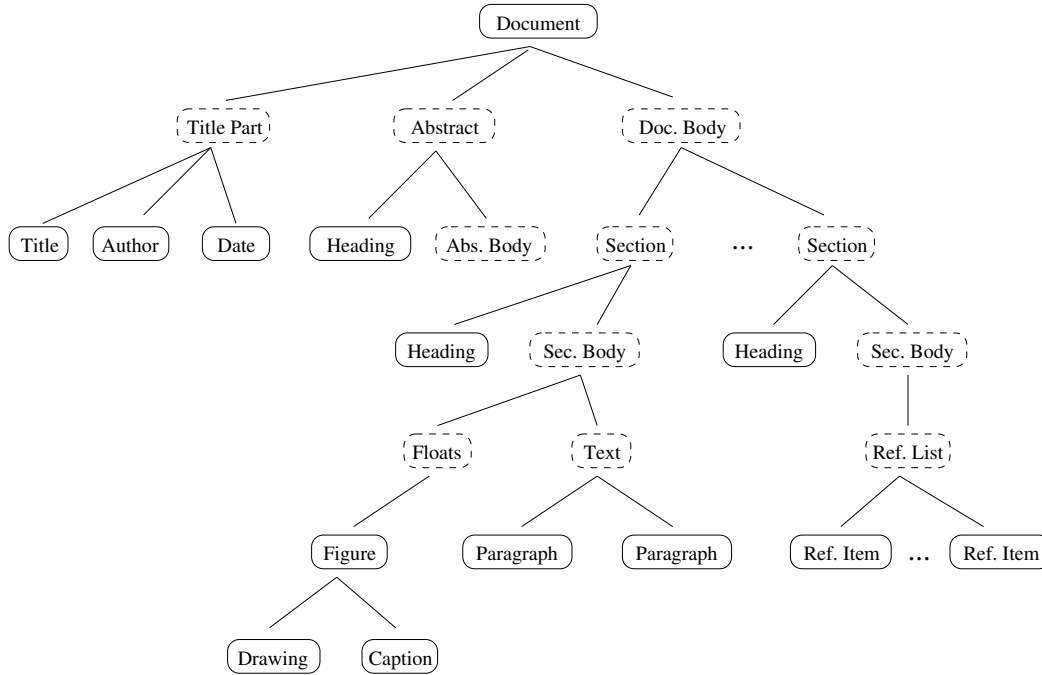 Document
Title Part Abstract Doc. Body
Title Author Date Heading Abs. Body Section ... Section
Heading Sec. Body Heading Sec. Body
Floats Text Ref. List
Figure Paragraph Paragraph Ref. Item ... Ref. Item
Drawing Caption